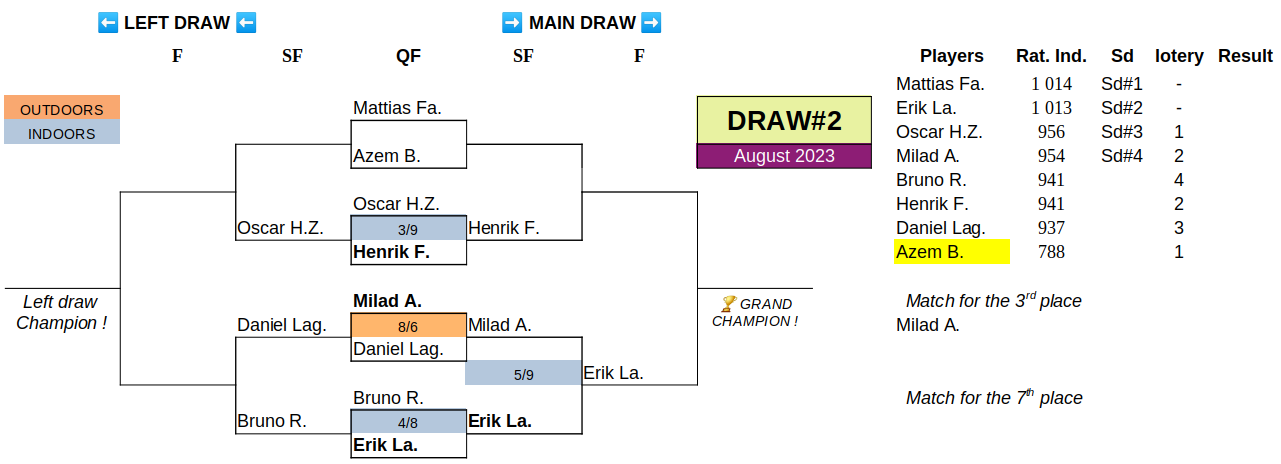 ⬅ LEFT DRAW ⬅ ➡ MAIN DRAW ➡
F SF QF SF F Players Rat. Ind. Sd lotery Result
Mattias Fa. 1 014 Sd#1 -
OUTDOORS Mattias Fa. DRAW#2 Erik La. 1 013 Sd#2 -
INDOORS Oscar H.Z. 956 Sd#3 1
Azem B. August 2023 Milad A. 954 Sd#4 2
Bruno R. 941 4
Oscar H.Z. Henrik F. 941 2
Oscar H.Z. 3/9 Henrik F. Daniel Lag. 937 3
Henrik F. Azem B. 788 1
Left draw Milad A. 🏆 GRAND Match for the 3rd place
Champion ! Daniel Lag. 8/6 Milad A. CHAMPION ! Milad A.
Daniel Lag.
5/9 Erik La.
Bruno R. Match for the 7th place
Bruno R. 4/8 Erik La.
Erik La.